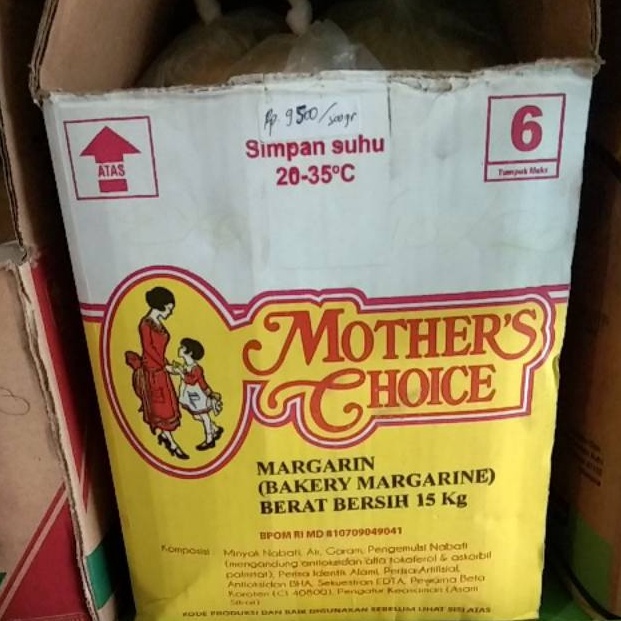 Rp. 9500/500gr
Simpan suhu
20-35°C
ATAS
6
Tumpuk Maks
MOTHER'S
CHOICE
MARGARIN
(BAKERY MARGARINE)
BERAT BERSIH 15 Kg
BPOM RI MD 810709049041
Komposisi : Minyak Nabati, Air, Garam, Pengemulsi Nabati
(mengandung antioksidan alfa tokoferol & askorbil
palmitat), Perisa Identik Alami, Perisa Artifisial,
Antioksidan BHA, Sekuestran EDTA, Pewarna Beta
Karoten (CI 40800), Pengatur Keasaman (Asam
Sitrat)
KODE PRODUKSI DAN BAIK DIGUNAKAN SEBELUM LIHAT SISI ATAS